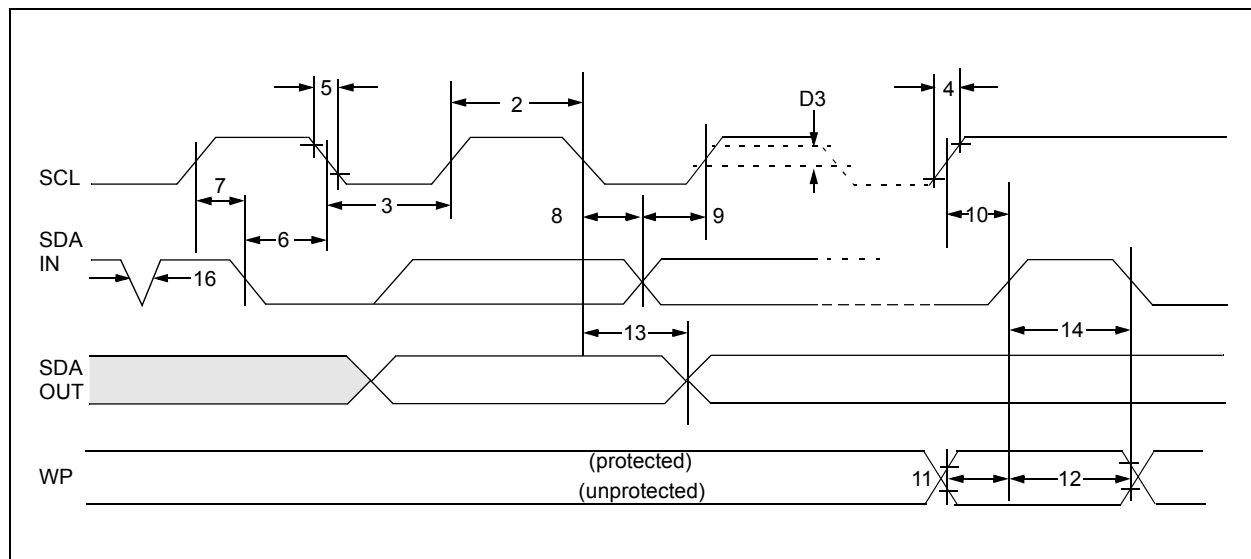 5
2
D3
4
SCL
7
3
8
9
10
SDA
IN
6
16
13
14
SDA
OUT
WP
(protected)
(unprotected)
11
12